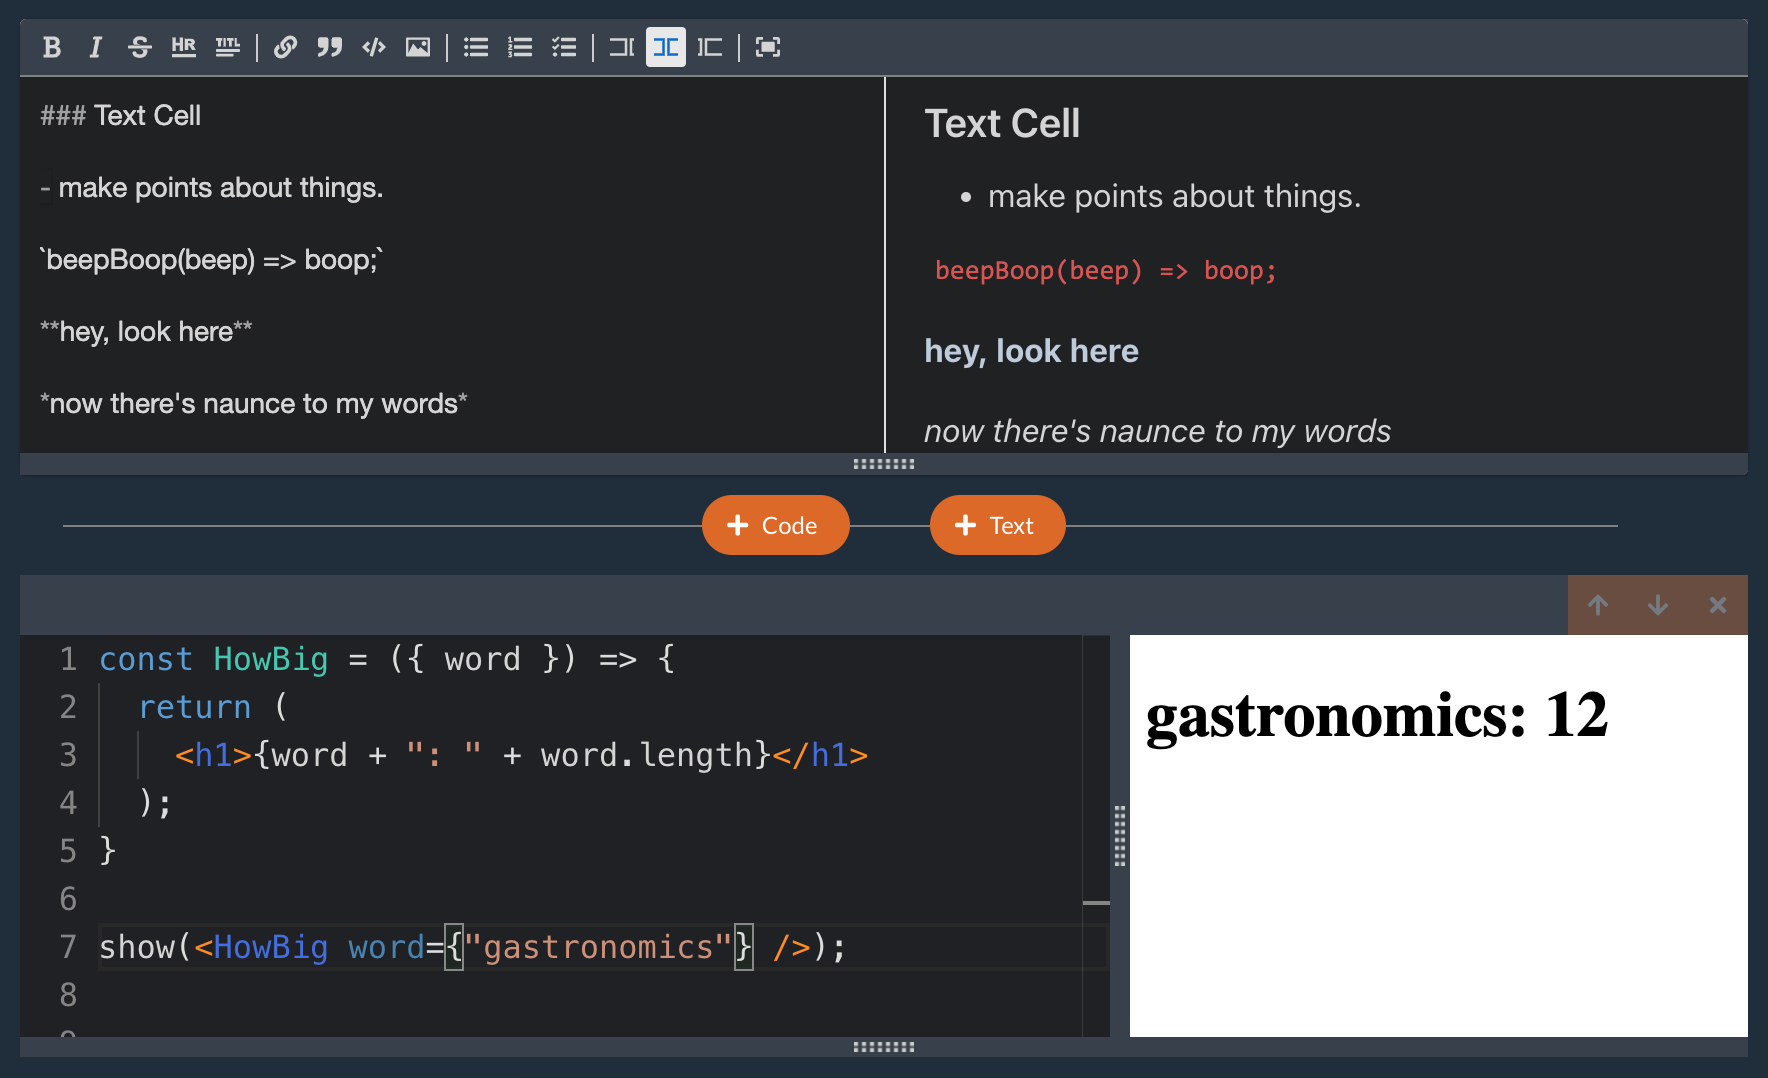 HR TITL
### Text Cell
- make points about things.
`beepBoop(beep) => boop;`
**hey, look here**
*now there's naunce to my words*
Text Cell
• make points about things.
beepBoop(beep) => boop;
hey, look here
now there's naunce to my words
+ Code
+ Text
1 const HowBig = ({ word }) => {
2   return (
3     <h1>{word + ": " + word.length}</h1>
4   );
5 }
6
7 show(<HowBig word={"gastronomics"} />);
8
gastronomics: 12